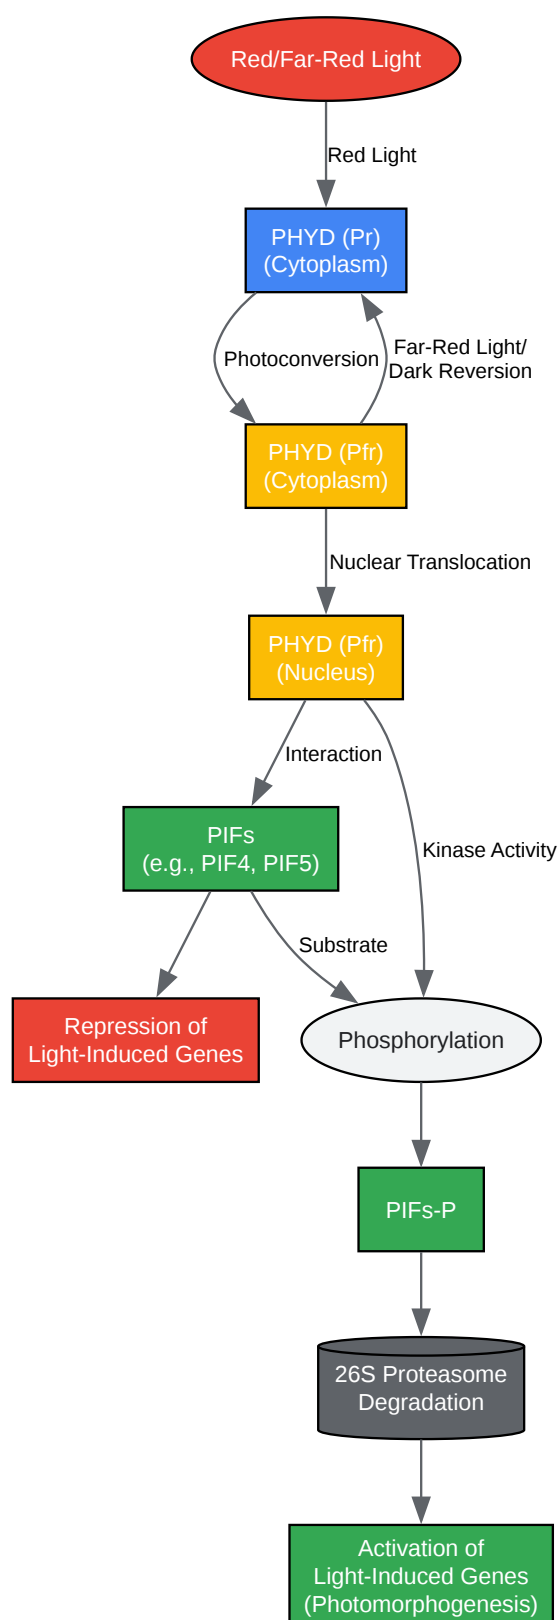 Red/Far-Red Light
Red Light
PHYD (Pr)
(Cytoplasm)
Photoconversion
Far-Red Light/
Dark Reversion
PHYD (Pfr)
(Cytoplasm)
Nuclear Translocation
PHYD (Pfr)
(Nucleus)
Interaction
PIFs
(e.g., PIF4, PIF5)
Kinase Activity
Substrate
Repression of
Light-Induced Genes
Phosphorylation
PIFs-P
26S Proteasome
Degradation
Activation of
Light-Induced Genes
(Photomorphogenesis)